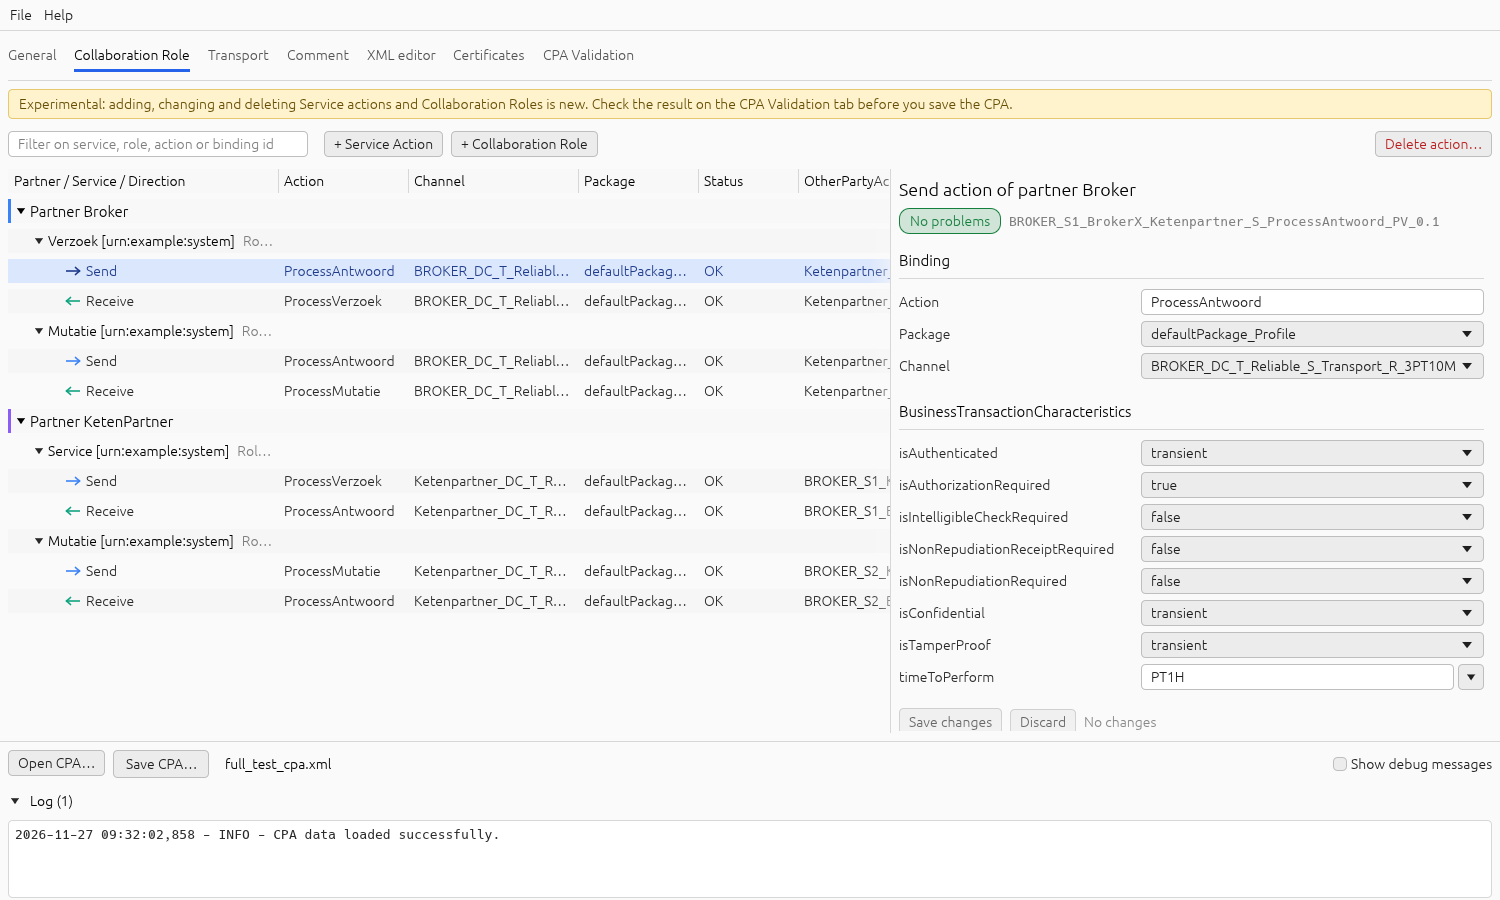 File Help
General Collaboration Role Transport Comment XML editor Certificates CPA Validation
Experimental: adding, changing and deleting Service actions and Collaboration Roles is new. Check the result on the CPA Validation tab before you save the CPA.
Filter on service, role, action or binding id + Service Action + Collaboration Role Delete action...
Partner / Service / Direction Action Channel Package Status OtherPartyAc
Partner Broker
Verzoek [urn:example:system] Ro...
Send ProcessAntwoord BROKER_DC_T_Reliabl... defaultPackag... OK Ketenpartner_
Receive ProcessVerzoek BROKER_DC_T_Reliabl... defaultPackag... OK Ketenpartner_
Mutatie [urn:example:system] Ro...
Send ProcessAntwoord BROKER_DC_T_Reliabl... defaultPackag... OK Ketenpartner_
Receive ProcessMutatie BROKER_DC_T_Reliabl... defaultPackag... OK Ketenpartner_
Partner KetenPartner
Service [urn:example:system] Rol...
Send ProcessVerzoek Ketenpartner_DC_T_R... defaultPackag... OK BROKER_S1_K
Receive ProcessAntwoord Ketenpartner_DC_T_R... defaultPackag... OK BROKER_S1_B
Mutatie [urn:example:system] Ro...
Send ProcessMutatie Ketenpartner_DC_T_R... defaultPackag... OK BROKER_S2_K
Receive ProcessAntwoord Ketenpartner_DC_T_R... defaultPackag... OK BROKER_S2_B
Send action of partner Broker
No problems BROKER_S1_BrokerX_Ketenpartner_S_ProcessAntwoord_PV_0.1
Binding
Action ProcessAntwoord
Package defaultPackage_Profile
Channel BROKER_DC_T_Reliable_S_Transport_R_3PT10M
BusinessTransactionCharacteristics
isAuthenticated transient
isAuthorizationRequired true
isIntelligibleCheckRequired false
isNonRepudiationReceiptRequired false
isNonRepudiationRequired false
isConfidential transient
isTamperProof transient
timeToPerform PT1H
Save changes Discard No changes
Open CPA... Save CPA... full_test_cpa.xml Show debug messages
Log (1)
2026-11-27 09:32:02,858 - INFO - CPA data loaded successfully.